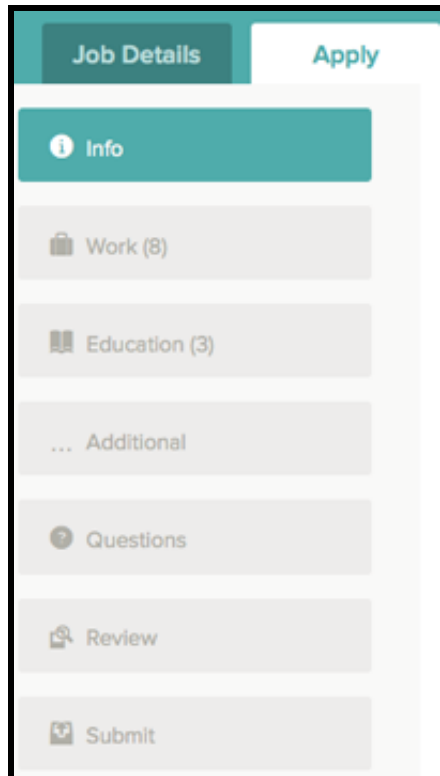 Job Details
Apply
Info
Work (8)
Education (3)
... Additional
Questions
Review
Submit